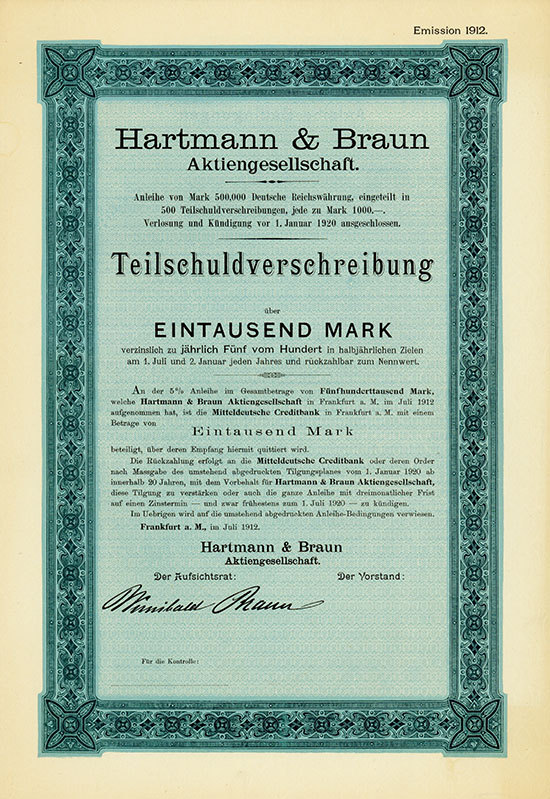 Emission 1912.
Hartmann & Braun
Aktiengesellschaft.
Anleihe von Mark 500,000 Deutsche Reichswährung, eingeteilt in
500 Teilschuldverschreibungen, jede zu Mark 1000,—.
Verlosung und Kündigung vor 1. Januar 1920 ausgeschlossen.
Teilschuldverschreibung
über
EINTAUSEND MARK
verzinslich zu jährlich Fünf vom Hundert in halbjährlichen Zielen
am 1. Juli und 2. Januar jeden Jahres und rückzahlbar zum Nennwert.
An der 5% Anleihe im Gesamtbetrage von Fünfhunderttausend Mark,
welche Hartmann & Braun Aktiengesellschaft in Frankfurt a. M. im Juli 1912
aufgenommen hat, ist die Mitteldeutsche Creditbank in Frankfurt a. M. mit einem
Betrage von
Eintausend Mark
beteiligt, über deren Empfang hiermit quittiert wird.
Die Rückzahlung erfolgt an die Mitteldeutsche Creditbank oder deren Order
nach Massgabe des umstehend abgedruckten Tilgungsplanes vom 1. Januar 1920 ab
innerhalb 20 Jahren, mit dem Vorbehalt für Hartmann & Braun Aktiengesellschaft,
diese Tilgung zu verstärken oder auch die ganze Anleihe mit dreimonatlicher Frist
auf einen Zinstermin — und zwar frühestens zum 1. Juli 1920 — zu kündigen.
Im Uebrigen wird auf die umstehend abgedruckten Anleihe-Bedingungen verwiesen.
Frankfurt a. M., im Juli 1912.
Hartmann & Braun
Aktiengesellschaft.
Der Aufsichtsrat: Der Vorstand:
Wunibald Braun
Für die Kontrolle: